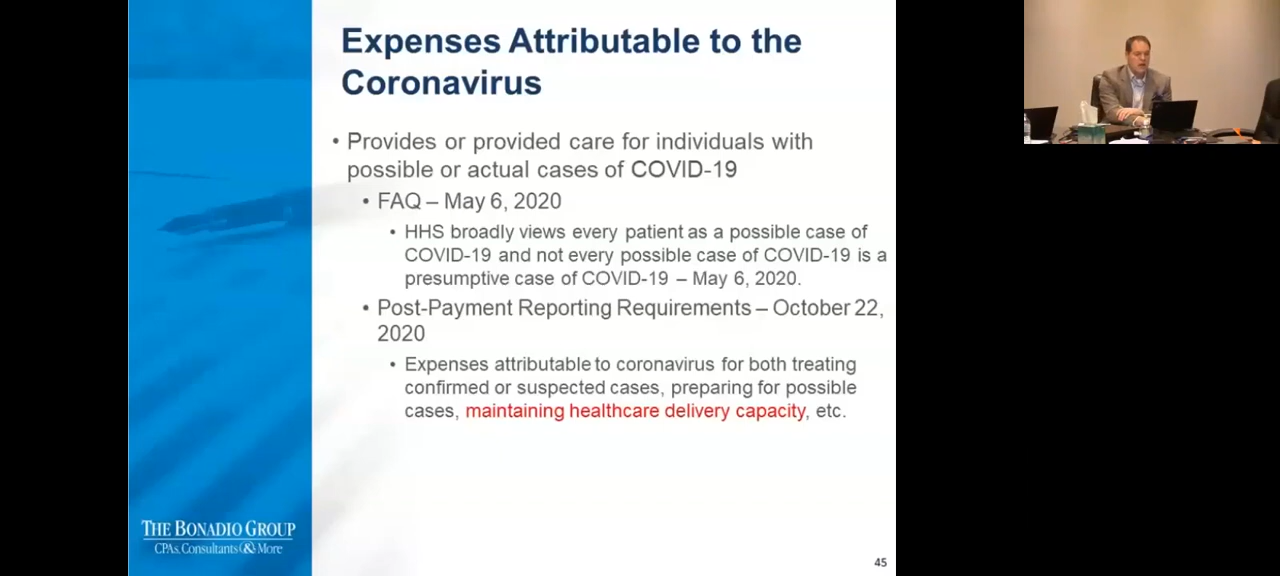 Expenses Attributable to the
Coronavirus
• Provides or provided care for individuals with
possible or actual cases of COVID-19
• FAQ – May 6, 2020
• HHS broadly views every patient as a possible case of
COVID-19 and not every possible case of COVID-19 is a
presumptive case of COVID-19 – May 6, 2020.
• Post-Payment Reporting Requirements – October 22,
2020
• Expenses attributable to coronavirus for both treating
confirmed or suspected cases, preparing for possible
cases, maintaining healthcare delivery capacity, etc.
THE BONADIO GROUP
CPAs, Consultants & More
45